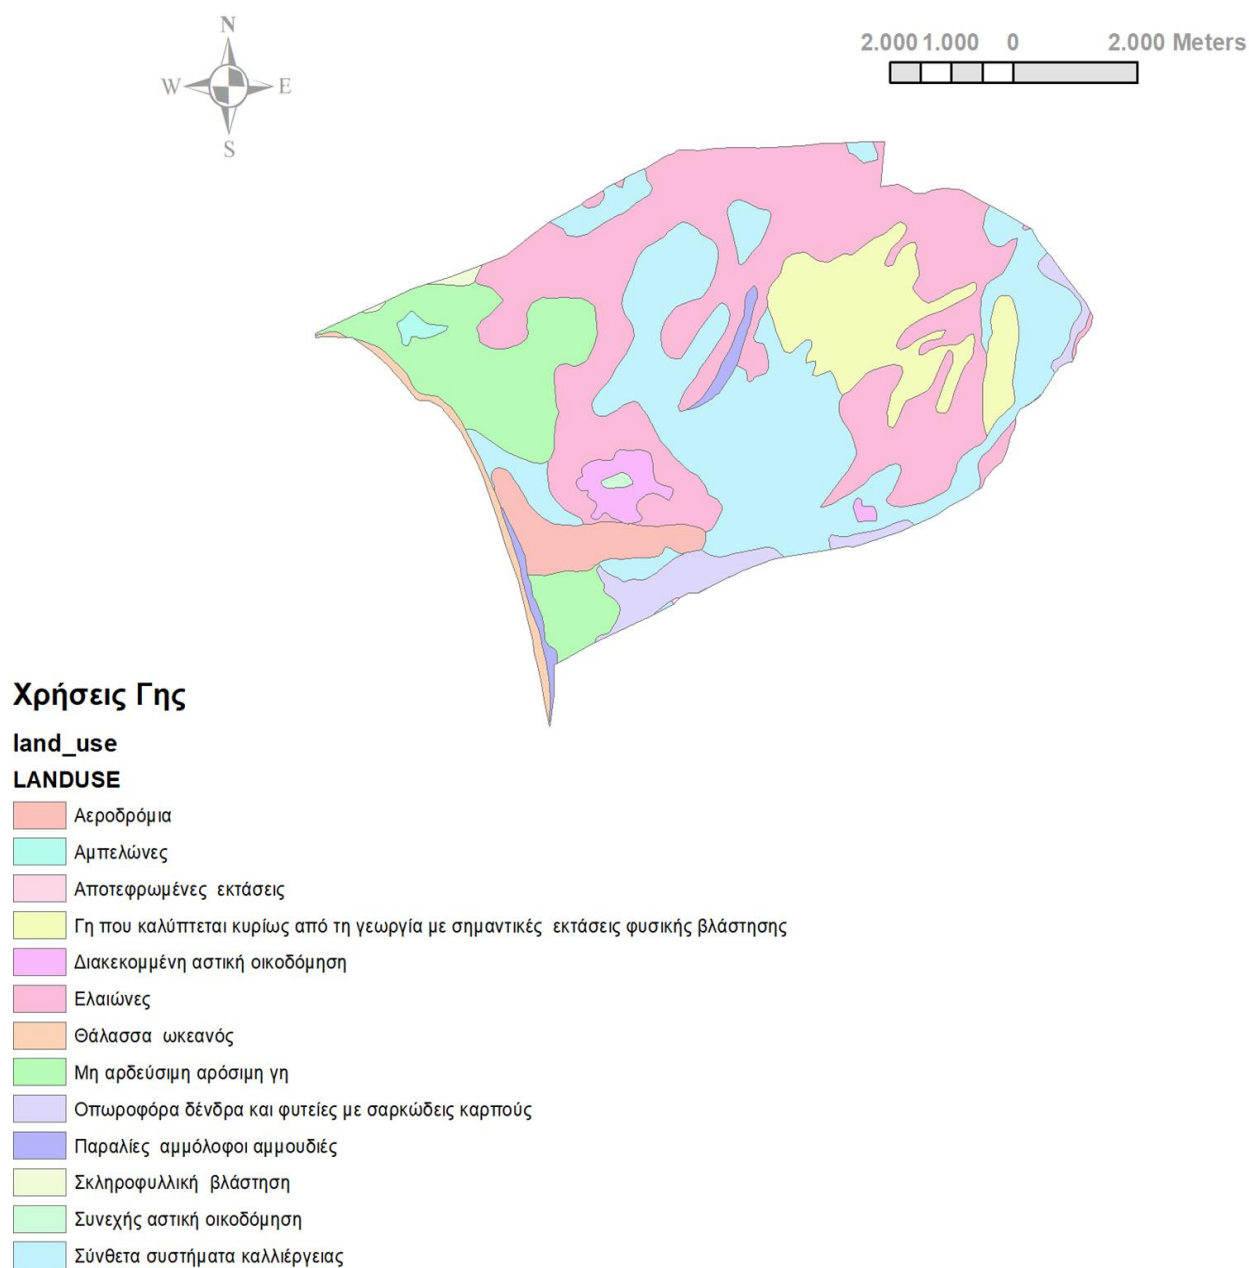 N
W E
S
2.000 1.000 0 2.000 Meters
Χρήσεις Γης
land_use
LANDUSE
Αεροδρόμια
Αμπελώνες
Αποτεφρωμένες εκτάσεις
Γη που καλύπτεται κυρίως από τη γεωργία με σημαντικές εκτάσεις φυσικής βλάστησης
Διακεκομμένη αστική οικοδόμηση
Ελαιώνες
Θάλασσα ωκεανός
Μη αρδεύσιμη αρόσιμη γη
Οπωροφόρα δένδρα και φυτείες με σαρκώδεις καρπούς
Παραλίες αμμόλοφοι αμμουδιές
Σκληροφυλλική βλάστηση
Συνεχής αστική οικοδόμηση
Σύνθετα συστήματα καλλιέργειας